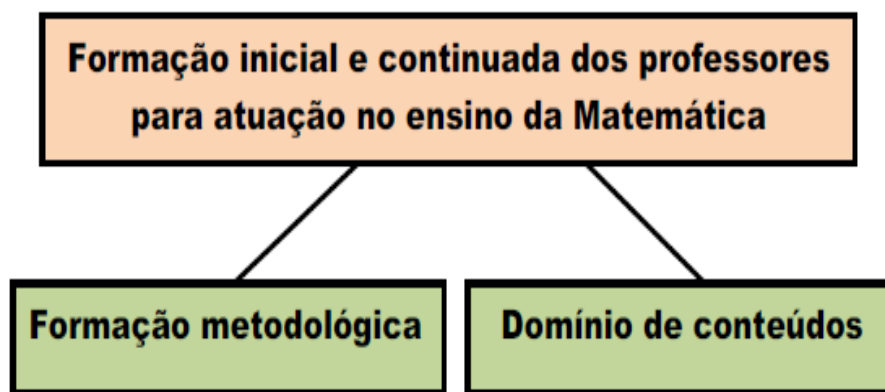 Formação inicial e continuada dos professores
para atuação no ensino da Matemática
Formação metodológica
Domínio de conteúdos